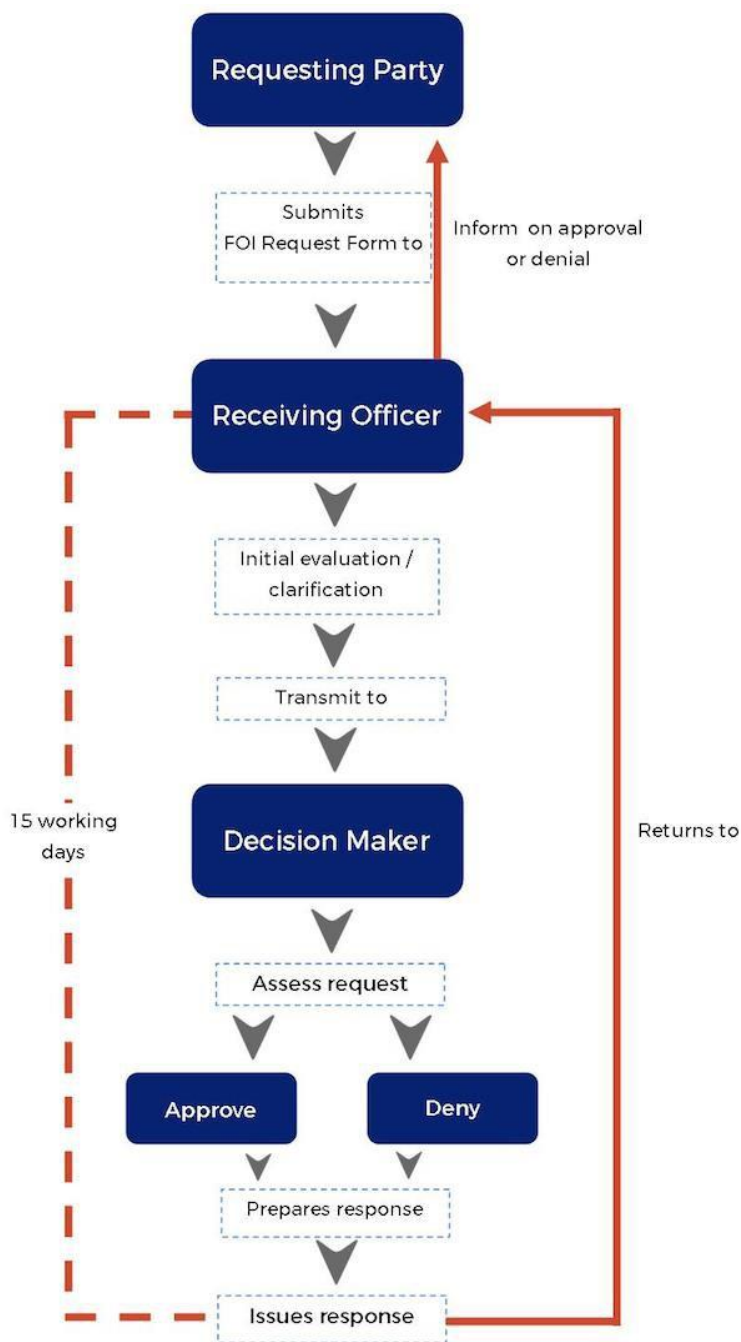 Requesting Party
Submits
FOI Request Form to
Inform on approval
or denial
Receiving Officer
Initial evaluation /
clarification
Transmit to
15 working
days
Decision Maker
Returns to
Assess request
Approve
Deny
Prepares response
Issues response